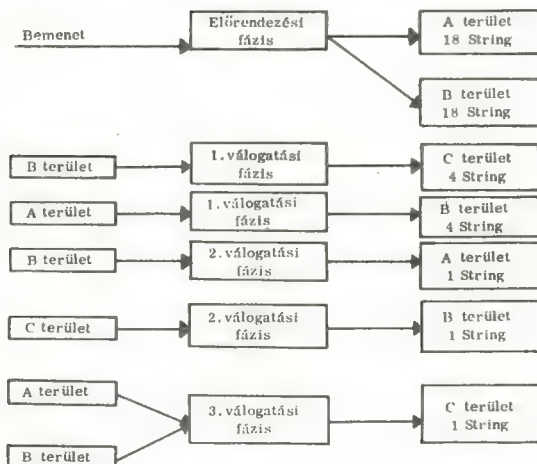 Bemenet
Előrendezési
fázis
A terület
18 String
B terület
18 String
B terület
1.válogatási
fázis
C terület
4 String
A terület
1.válogatási
fázis
B terület
4 String
B terület
2.válogatási
fázis
A terület
1 String
C terület
2.válogatási
fázis
B terület
1 String
A terület
B terület
3.válogatási
fázis
C terület
1 String